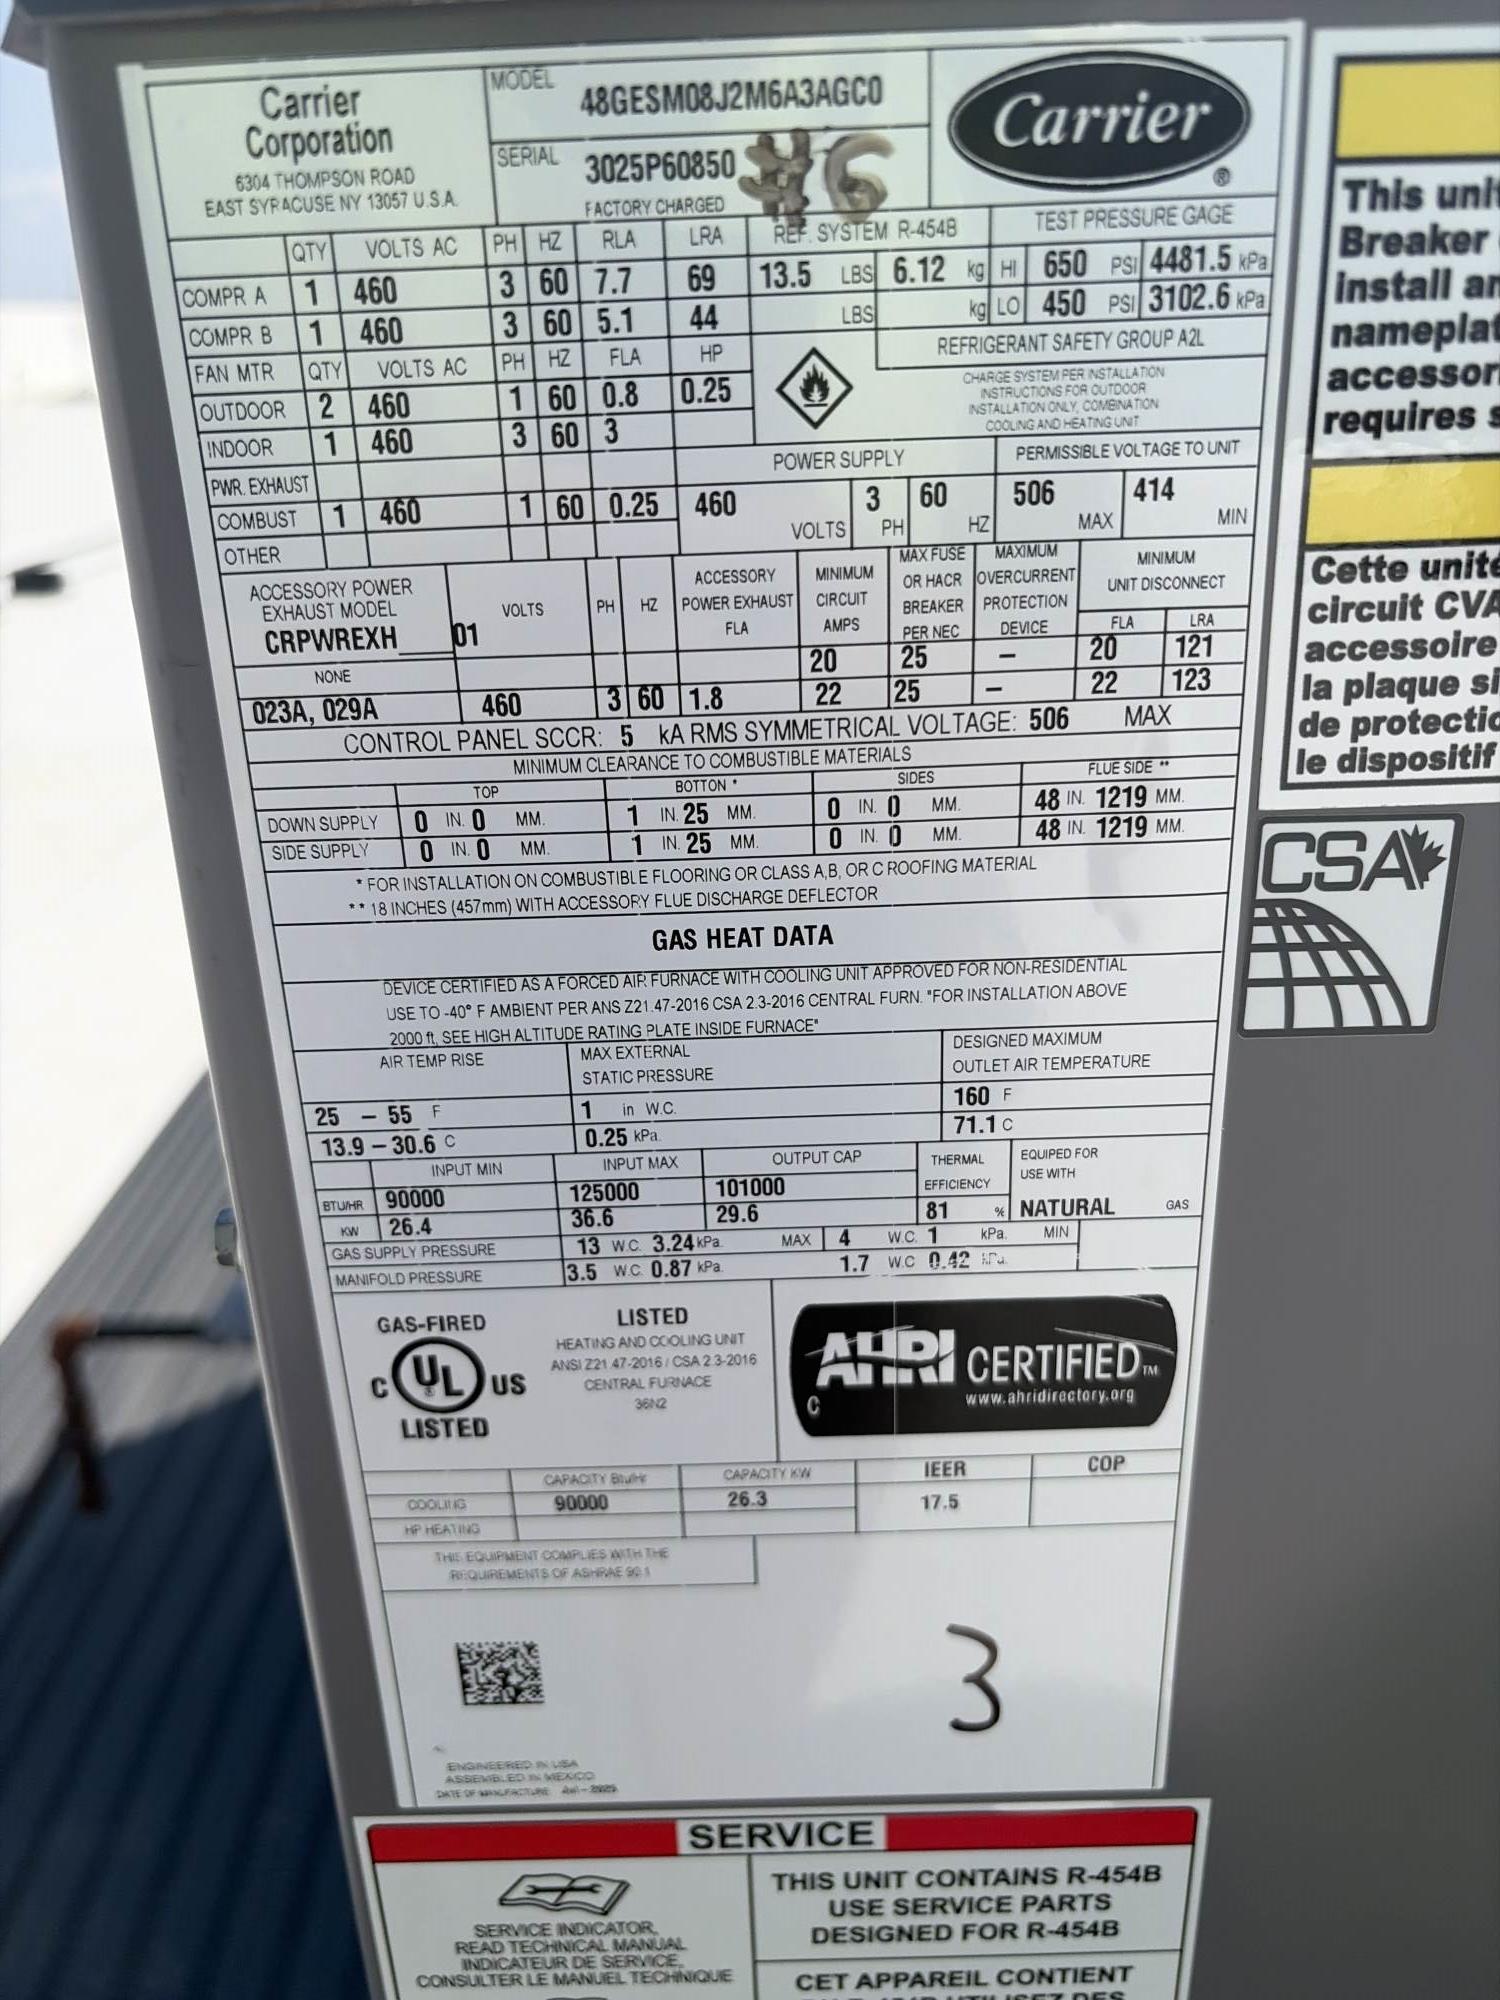 Carrier
Corporation
6304 THOMPSON ROAD
EAST SYRACUSE NY 13057 U.S.A.
MODEL 48GESM08J2M6A3AGC0
SERIAL 3025P60850 #6
FACTORY CHARGED
Carrier ®
QTY VOLTS AC PH HZ RLA LRA REF. SYSTEM R-454B TEST PRESSURE GAGE
COMPR A 1 460 3 60 7.7 69 13.5 LBS 6.12 kg HI 650 PSI 4481.5 kPa
COMPR B 1 460 3 60 5.1 44 LBS kg LO 450 PSI 3102.6 kPa
FAN MTR QTY VOLTS AC PH HZ FLA HP REFRIGERANT SAFETY GROUP A2L
OUTDOOR 2 460 1 60 0.8 0.25
INDOOR 1 460 3 60 3
CHARGE SYSTEM PER INSTALLATION
INSTRUCTIONS FOR OUTDOOR
INSTALLATION ONLY, COMBINATION
COOLING AND HEATING UNIT
PWR. EXHAUST
COMBUST 1 460 1 60 0.25
OTHER
POWER SUPPLY PERMISSIBLE VOLTAGE TO UNIT
460 VOLTS 3 PH 60 HZ 506 MAX 414 MIN
ACCESSORY POWER
EXHAUST MODEL
CRPWREXH____01
VOLTS PH HZ
ACCESSORY
POWER EXHAUST
FLA
MINIMUM
CIRCUIT
AMPS
MAX FUSE
OR HACR
BREAKER
PER NEC
MAXIMUM
OVERCURRENT
PROTECTION
DEVICE
MINIMUM
UNIT DISCONNECT
FLA LRA
NONE 20 25 – 20 121
023A, 029A 460 3 60 1.8 22 25 – 22 123
CONTROL PANEL SCCR: 5 kA RMS SYMMETRICAL VOLTAGE: 506 MAX
MINIMUM CLEARANCE TO COMBUSTIBLE MATERIALS
TOP BOTTON * SIDES FLUE SIDE **
DOWN SUPPLY 0 IN. 0 MM. 1 IN. 25 MM. 0 IN. 0 MM. 48 IN. 1219 MM.
SIDE SUPPLY 0 IN. 0 MM. 1 IN. 25 MM. 0 IN. 0 MM. 48 IN. 1219 MM.
* FOR INSTALLATION ON COMBUSTIBLE FLOORING OR CLASS A,B, OR C ROOFING MATERIAL
** 18 INCHES (457mm) WITH ACCESSORY FLUE DISCHARGE DEFLECTOR
GAS HEAT DATA
DEVICE CERTIFIED AS A FORCED AIR FURNACE WITH COOLING UNIT APPROVED FOR NON-RESIDENTIAL
USE TO -40° F AMBIENT PER ANS Z21.47-2016 CSA 2.3-2016 CENTRAL FURN. "FOR INSTALLATION ABOVE
2000 ft, SEE HIGH ALTITUDE RATING PLATE INSIDE FURNACE"
AIR TEMP RISE
25 – 55 F
13.9 – 30.6 C
MAX EXTERNAL
STATIC PRESSURE
1 in W.C.
0.25 kPa.
DESIGNED MAXIMUM
OUTLET AIR TEMPERATURE
160 F
71.1 C
INPUT MIN INPUT MAX OUTPUT CAP
BTU/HR 90000 125000 101000
KW 26.4 36.6 29.6
THERMAL
EFFICIENCY
81 %
EQUIPED FOR
USE WITH
NATURAL GAS
GAS SUPPLY PRESSURE 13 W.C. 3.24 kPa. MAX 4 W.C. 1 kPa. MIN
MANIFOLD PRESSURE 3.5 W.C. 0.87 kPa. 1.7 W.C 0.42 kPa.
GAS-FIRED
C UL ® US
LISTED
LISTED
HEATING AND COOLING UNIT
ANSI Z21.47-2016 / CSA 2.3-2016
CENTRAL FURNACE
36N2
AHRI CERTIFIED TM
www.ahridirectory.org
C
CAPACITY Btu/Hr CAPACITY KW IEER COP
COOLING 90000 26.3 17.5
HP HEATING
THIS EQUIPMENT COMPLIES WITH THE
REQUIREMENTS OF ASHRAE 90.1
3
ENGINEERED IN USA
ASSEMBLED IN MEXICO
DATE OF MANUFACTURE
This unit
Breaker
install an
nameplat
accessor
requires s
Cette unité
circuit CVA
accessoire
la plaque si
de protectio
le dispositif
CSA
SERVICE
SERVICE INDICATOR,
READ TECHNICAL MANUAL
INDICATEUR DE SERVICE,
CONSULTER LE MANUEL TECHNIQUE
THIS UNIT CONTAINS R-454B
USE SERVICE PARTS
DESIGNED FOR R-454B
CET APPAREIL CONTIENT